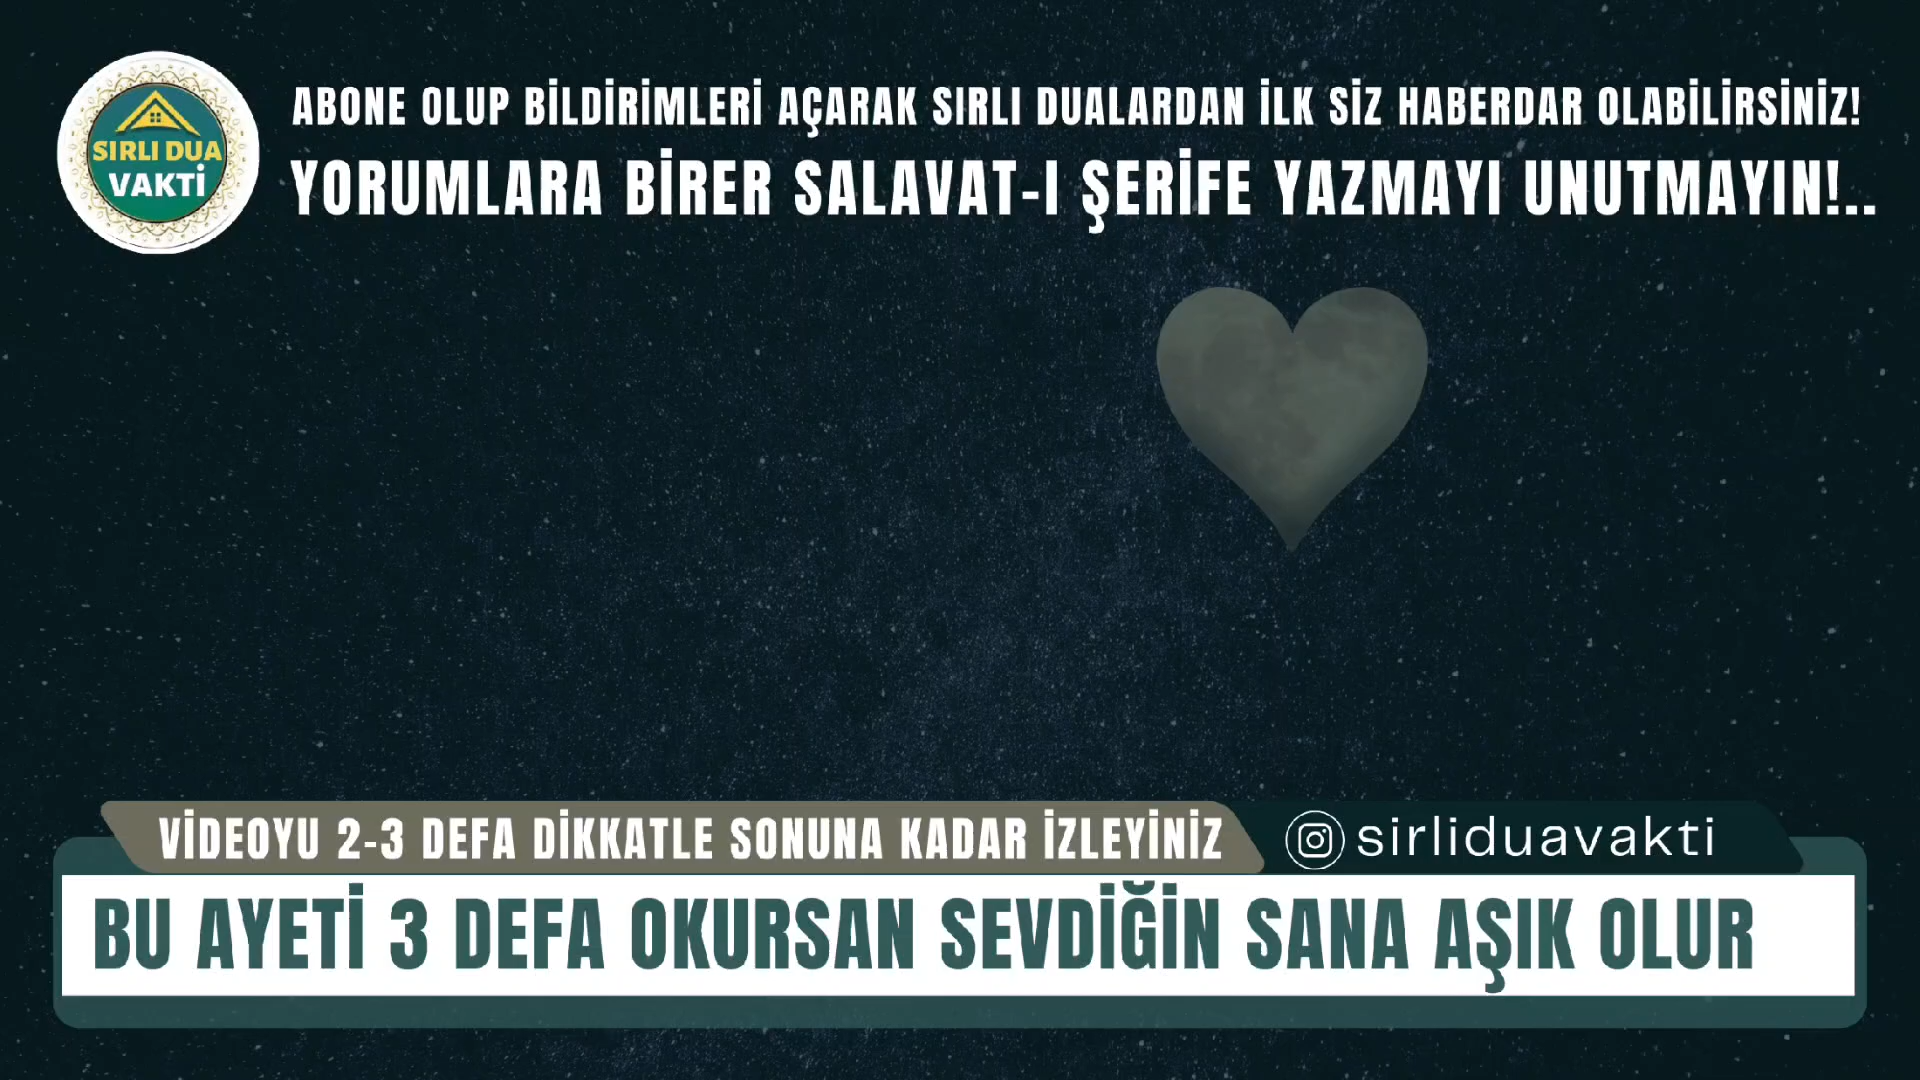 ABONE OLUP BİLDİRİMLERİ AÇARAK SIRLI DUALARDAN İLK SİZ HABERDAR OLABİLİRSİNİZ!
SIRLI DUA
VAKTİ
YORUMLARA BİRER SALAVAT-I ŞERİFE YAZMAYI UNUTMAYIN!..
VİDEOYU 2-3 DEFA DİKKATLE SONUNA KADAR İZLEYİNİZ
sirliduavakti
BU AYETİ 3 DEFA OKURSAN SEVDİĞİN SANA AŞIK OLUR